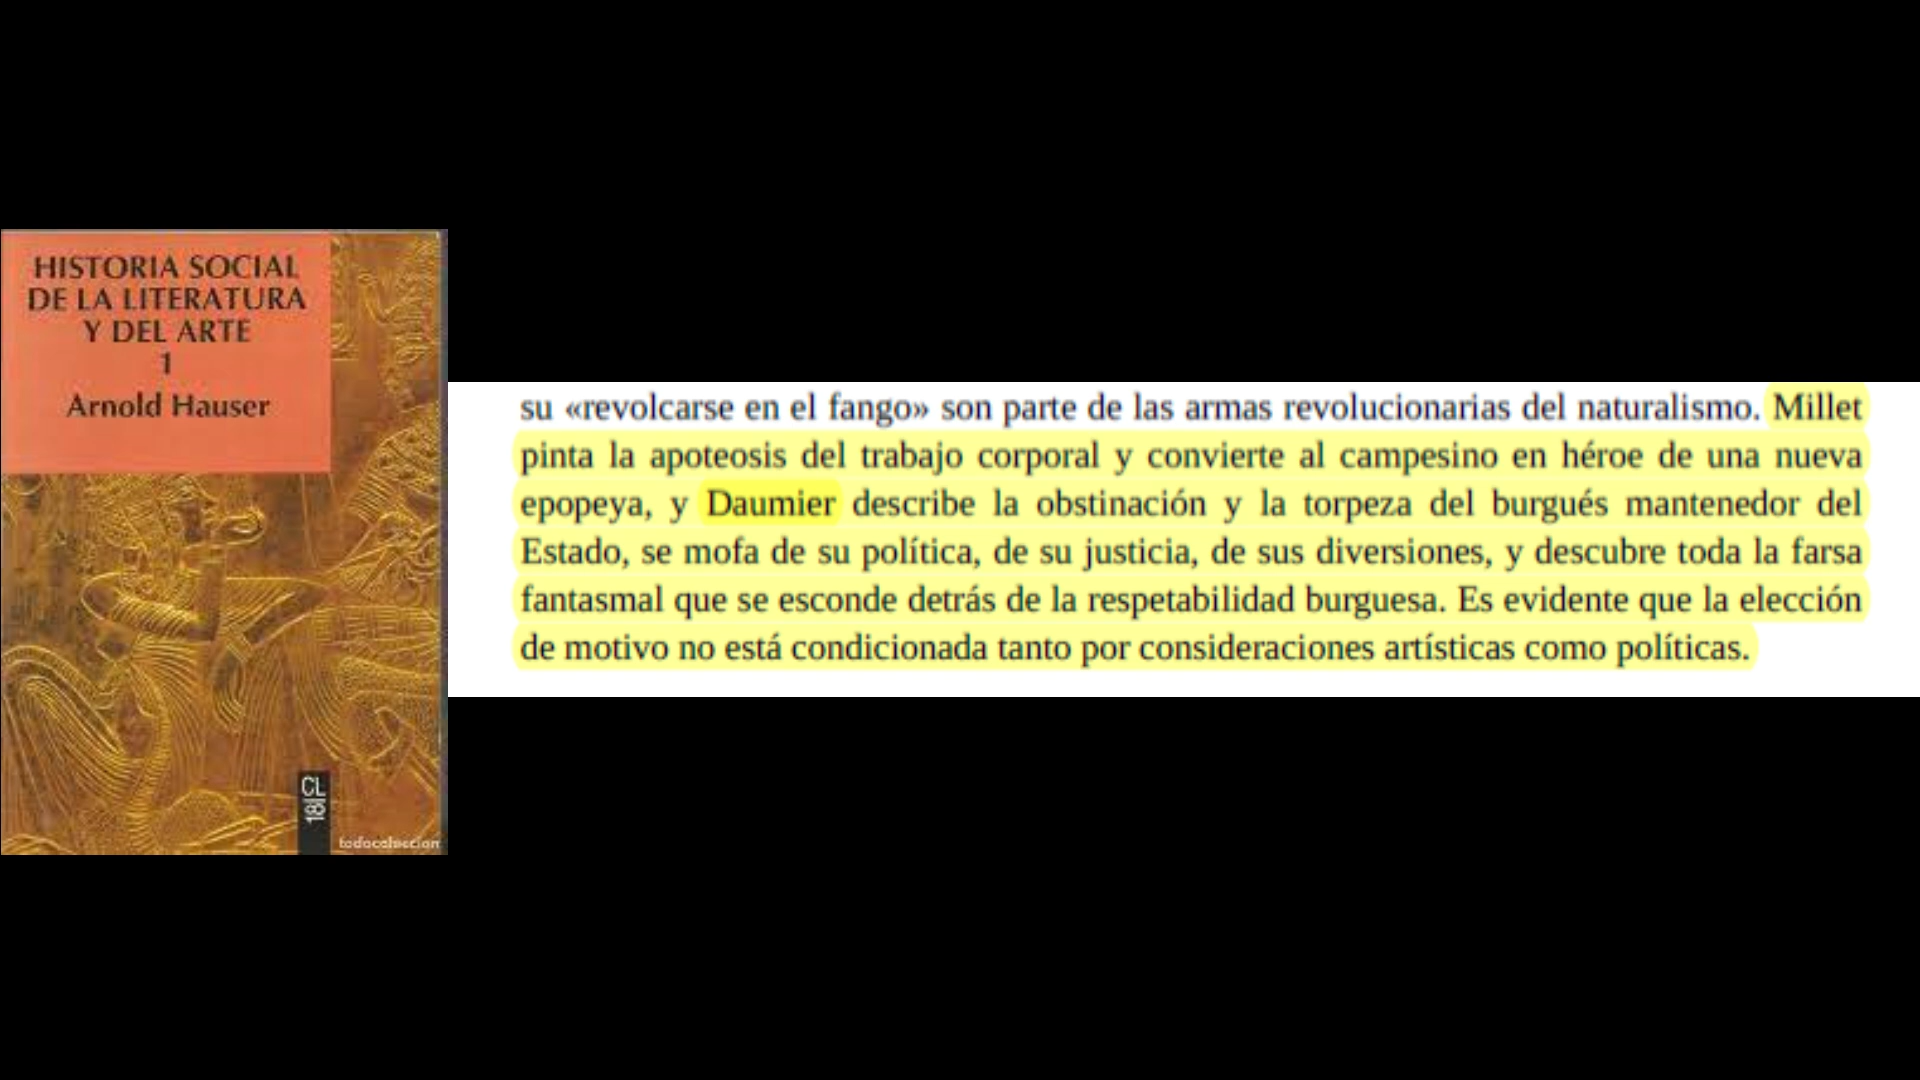 HISTORIA SOCIAL
DE LA LITERATURA
Y DEL ARTE
1
Arnold Hauser
CL
18
todocoleccion
su «revolcarse en el fango» son parte de las armas revolucionarias del naturalismo. Millet
pinta la apoteosis del trabajo corporal y convierte al campesino en héroe de una nueva
epopeya, y Daumier describe la obstinación y la torpeza del burgués mantenedor del
Estado, se mofa de su política, de su justicia, de sus diversiones, y descubre toda la farsa
fantasmal que se esconde detrás de la respetabilidad burguesa. Es evidente que la elección
de motivo no está condicionada tanto por consideraciones artísticas como políticas.